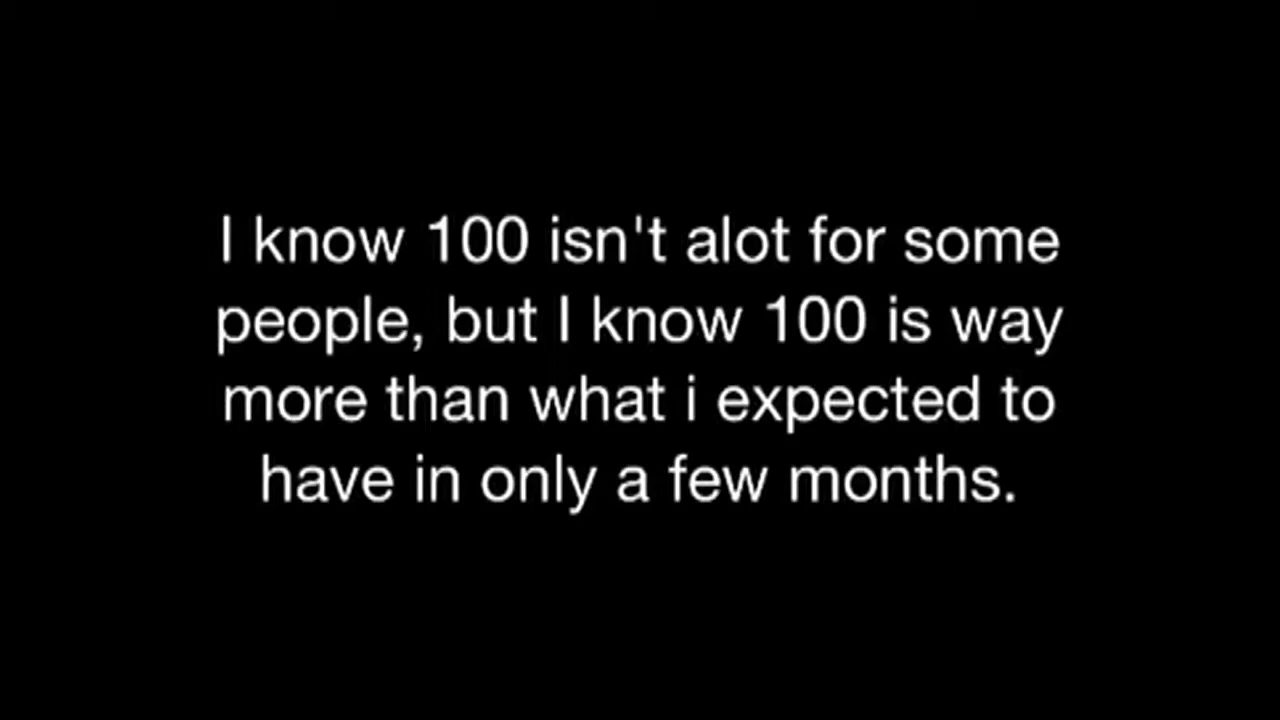 I know 100 isn't alot for some
people, but I know 100 is way
more than what i expected to
have in only a few months.